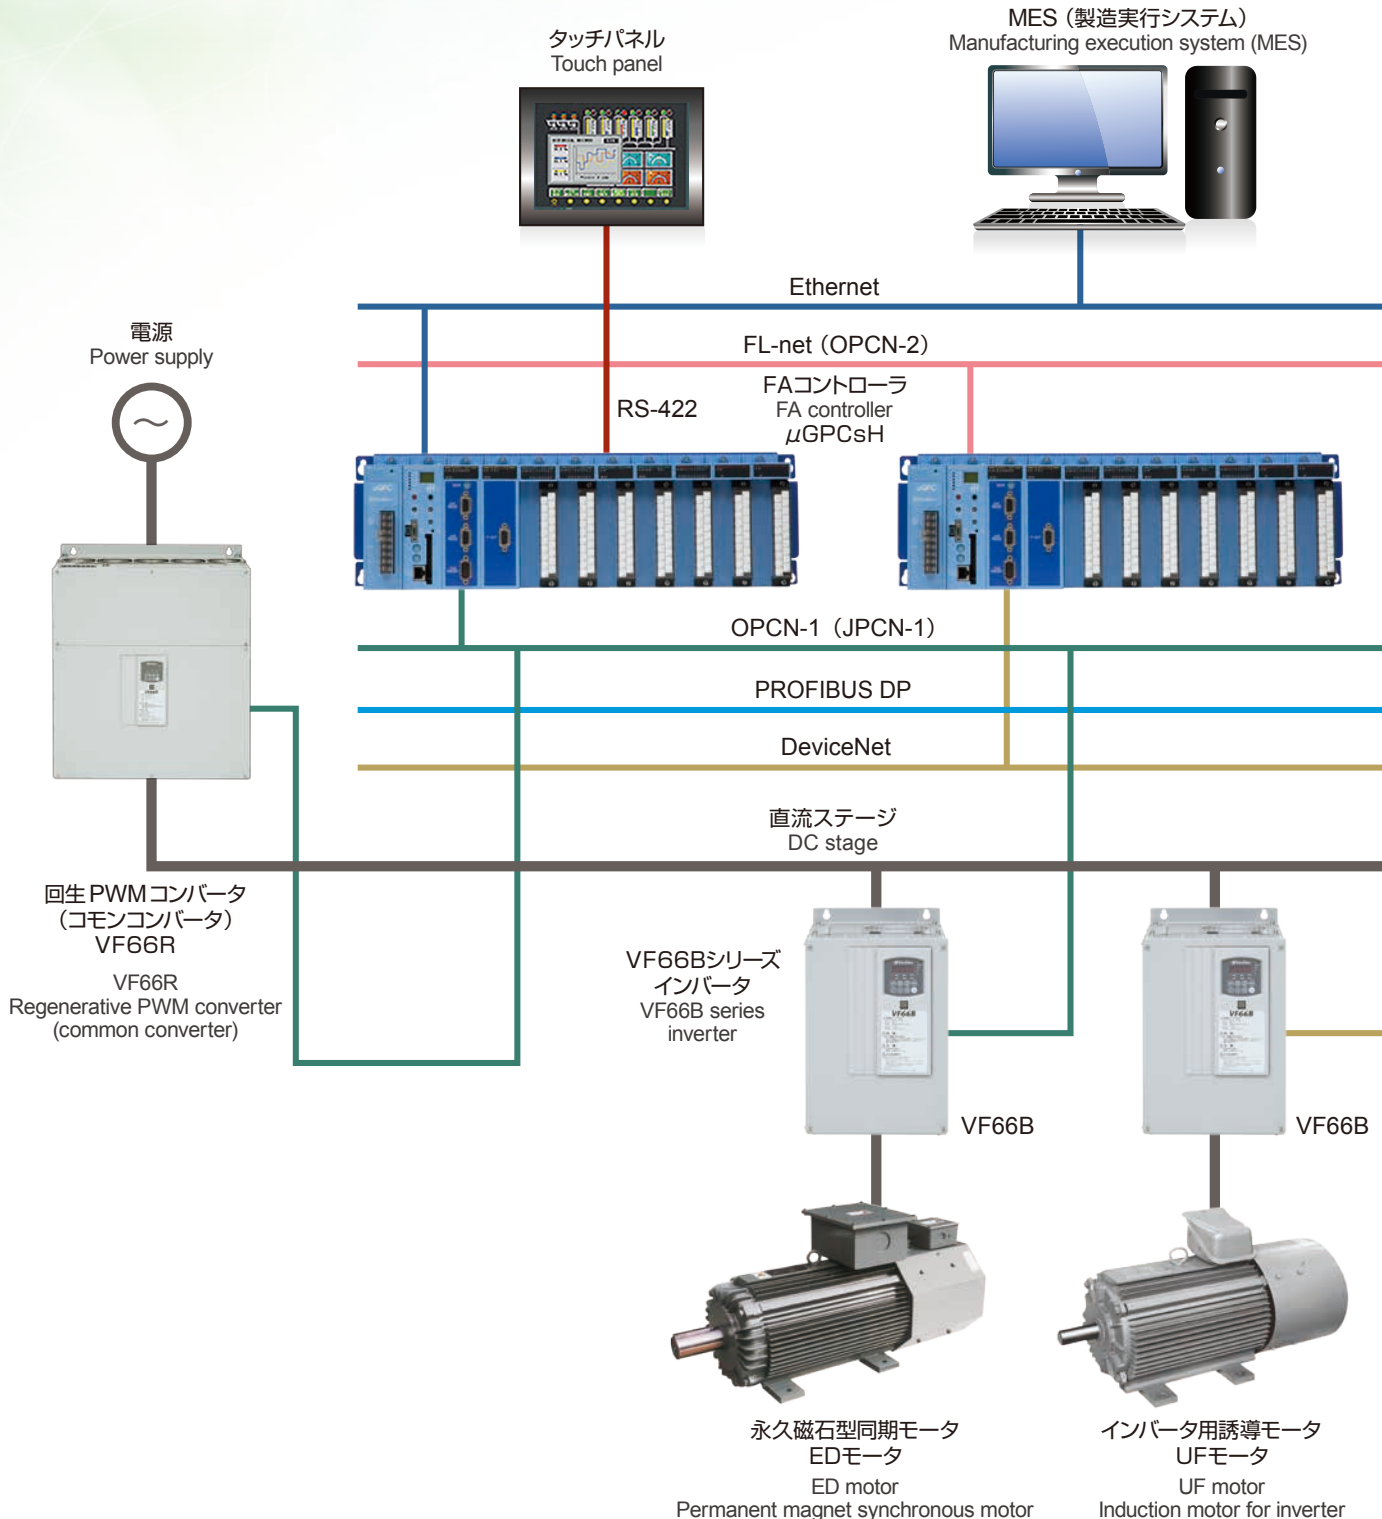 MES（製造実行システム）
Manufacturing execution system (MES)
タッチパネル
Touch panel
Ethernet
電源
Power supply
FL-net（OPCN-2）
FAコントローラ
FA controller
μGPCsH
RS-422
OPCN-1（JPCN-1）
PROFIBUS DP
DeviceNet
直流ステージ
DC stage
回生PWMコンバータ
（コモンコンバータ）
VF66R
VF66R
Regenerative PWM converter
(common converter)
VF66Bシリーズ
インバータ
VF66B series
inverter
VF66B
VF66B
VF66B
VF66B
永久磁石型同期モータ
EDモータ
ED motor
Permanent magnet synchronous motor
インバータ用誘導モータ
UFモータ
UF motor
Induction motor for inverter